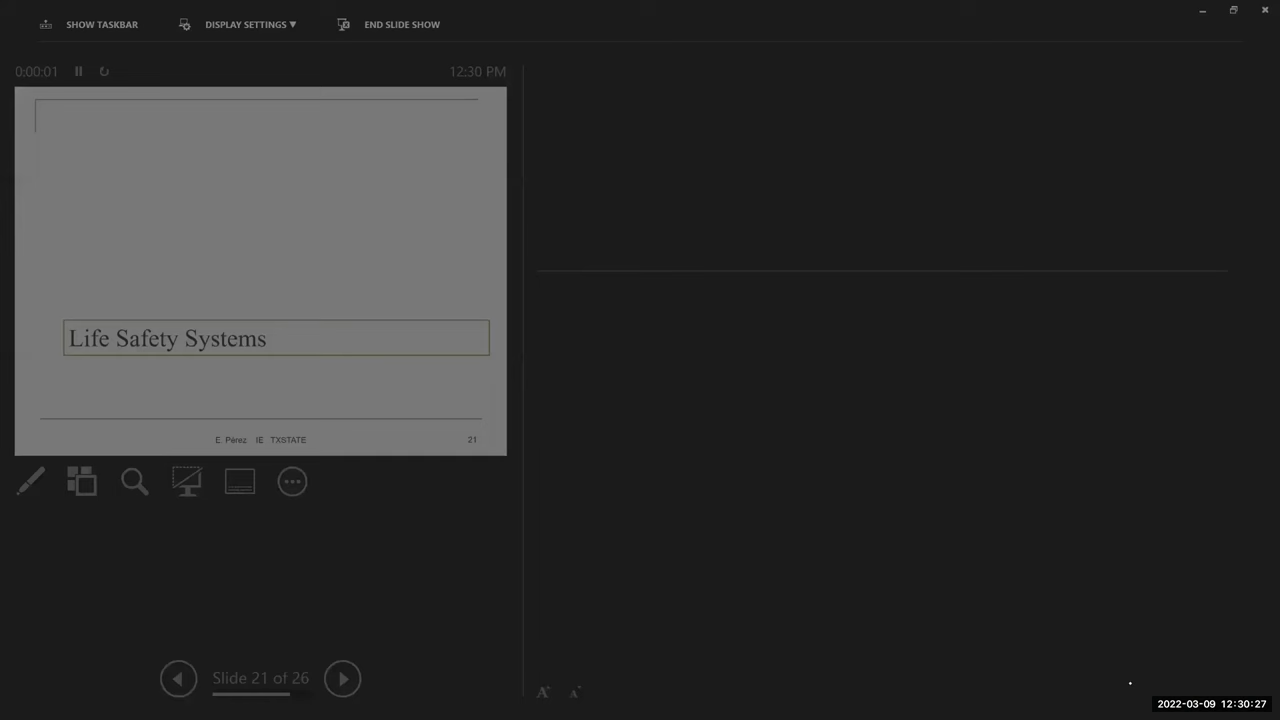 SHOW TASKBAR
DISPLAY SETTINGS ▼
END SLIDE SHOW
0:00:01
12:30 PM
Life Safety Systems
E Pérez IE TXSTATE
21
Slide 21 of 26
A A
2022-03-09 12:30:27